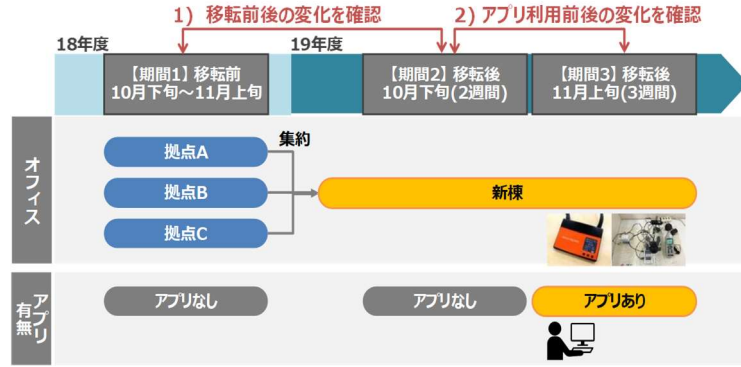 1) 移転前後の変化を確認
2) アプリ利用前後の変化を確認
18年度
19年度
【期間1】移転前
10月下旬～11月上旬
【期間2】移転後
10月下旬(2週間)
【期間3】移転後
11月上旬(3週間)
オフィス
拠点A
集約
拠点B
新棟
拠点C
アプリ
有無
アプリなし
アプリなし
アプリあり